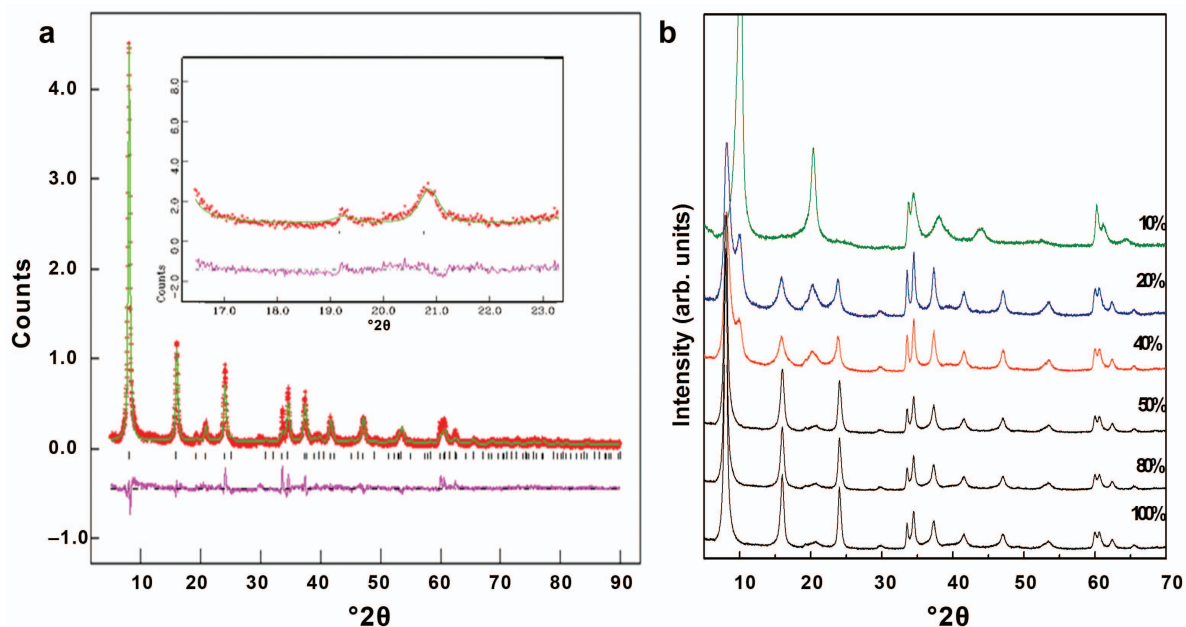 a
Counts
4.0
3.0
2.0
1.0
0.0
−1.0
10 20 30 40 50 60 70 80 90
°2θ
Counts
8.0
6.0
4.0
2.0
0.0
−2.0
17.0 18.0 19.0 20.0 21.0 22.0 23.0
°2θ
b
Intensity (arb. units)
10%
20%
40%
50%
80%
100%
10 20 30 40 50 60 70
°2θ